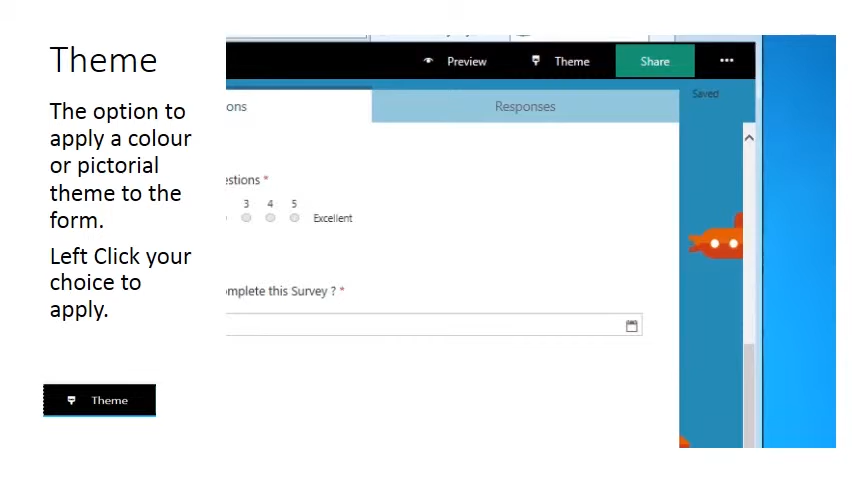 Theme
The option to
apply a colour
or pictorial
theme to the
form.
Left Click your
choice to
apply.
Theme
Preview Theme Share •••
Saved
ons Responses
estions *
3 4 5
Excellent
omplete this Survey ? *